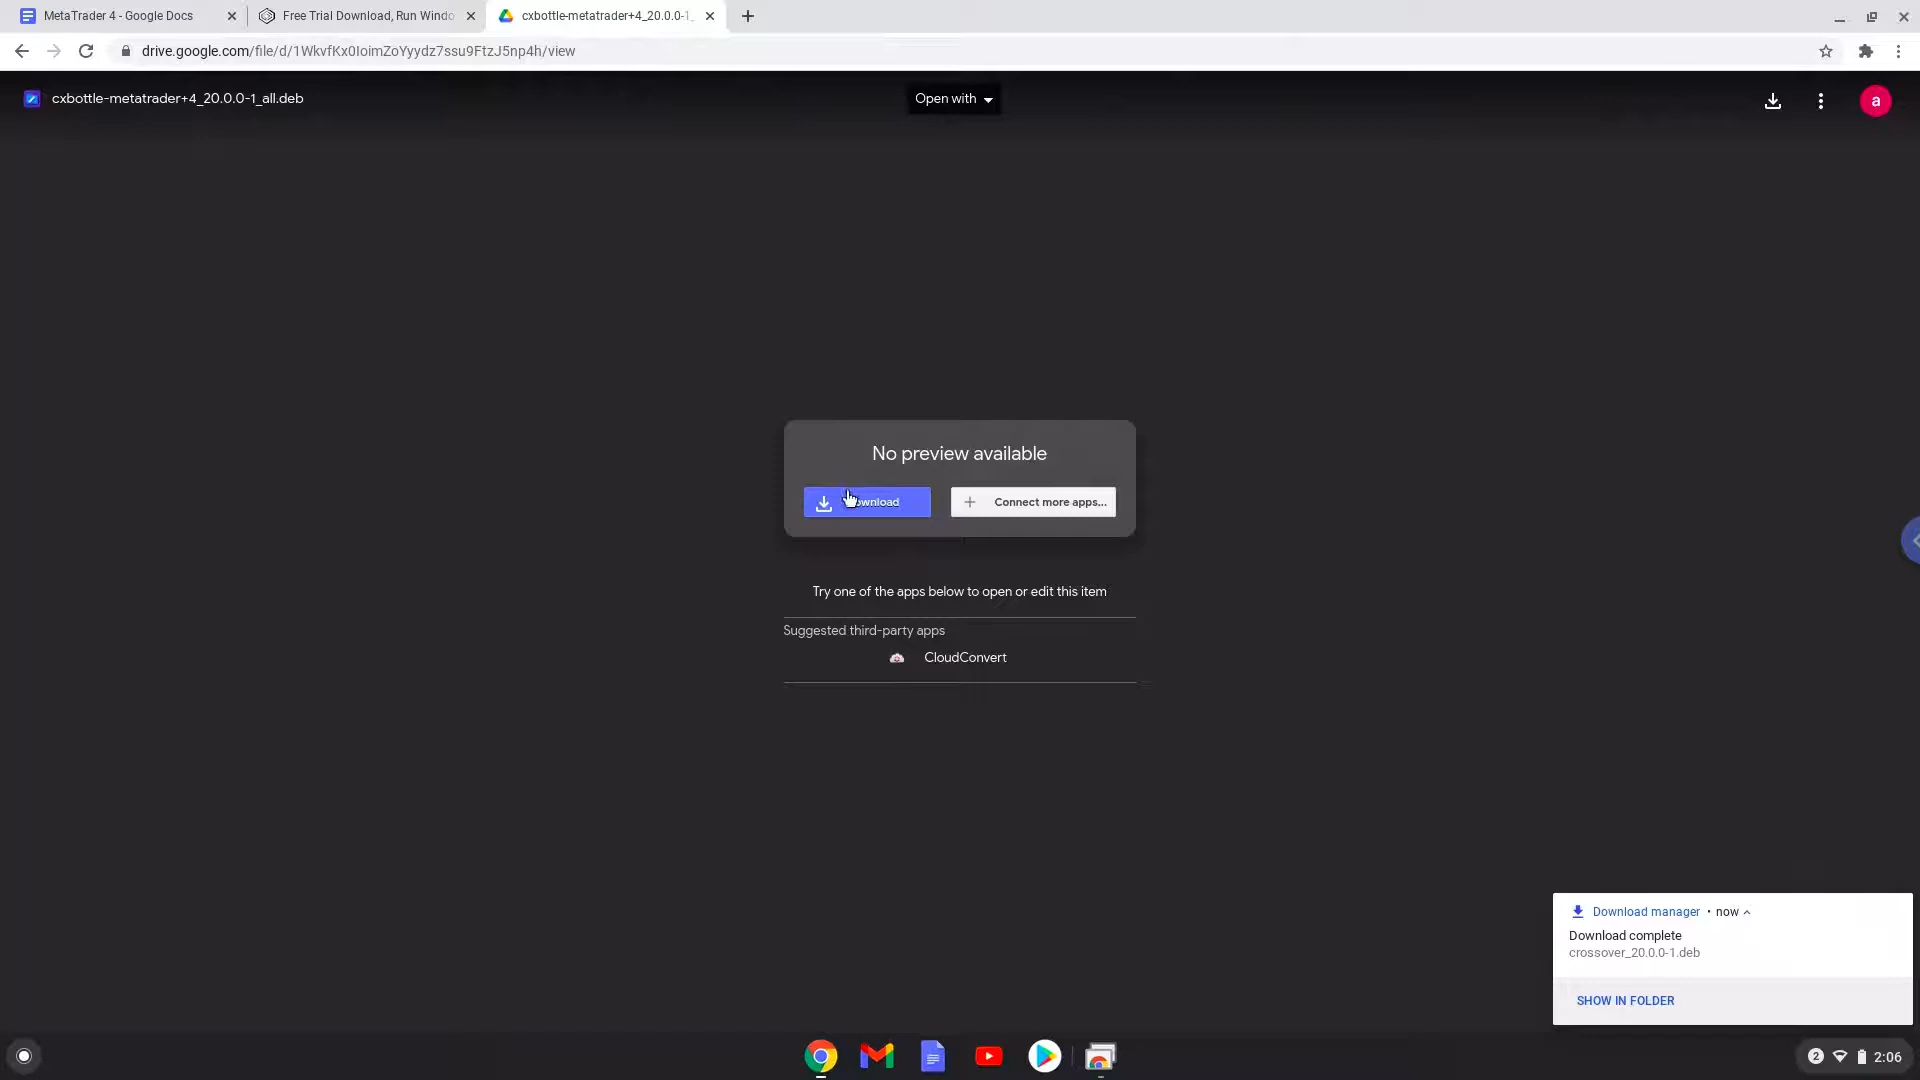 MetaTrader 4 - Google Docs
Free Trial Download, Run Windo
cxbottle-metatrader+4_20.0.0-1_
drive.google.com/file/d/1WkvfKx0IoimZoYyydz7ssu9FtzJ5np4h/view
cxbottle-metatrader+4_20.0.0-1_all.deb
Open with
a
No preview available
wnload
Connect more apps...
Try one of the apps below to open or edit this item
Suggested third-party apps
CloudConvert
Download manager • now
Download complete
crossover_20.0.0-1.deb
SHOW IN FOLDER
2
2:06